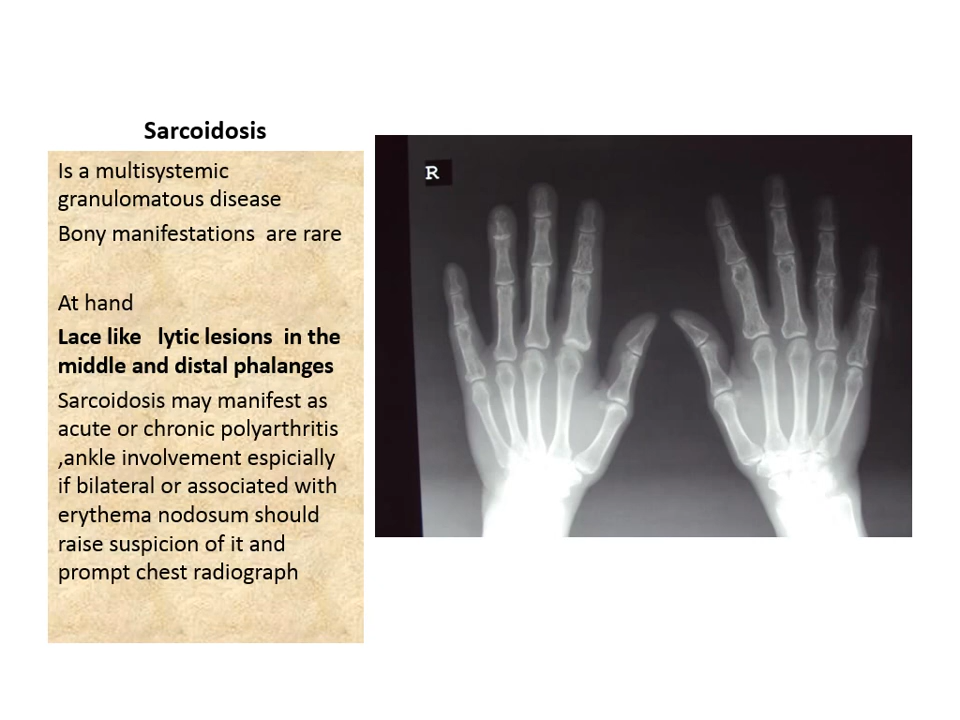 Sarcoidosis
Is a multisystemic
granulomatous disease
Bony manifestations  are rare
At hand
Lace like   lytic lesions  in the
middle and distal phalanges
Sarcoidosis may manifest as
acute or chronic polyarthritis
,ankle involvement espicially
if bilateral or associated with
erythema nodosum should
raise suspicion of it and
prompt chest radiograph
R